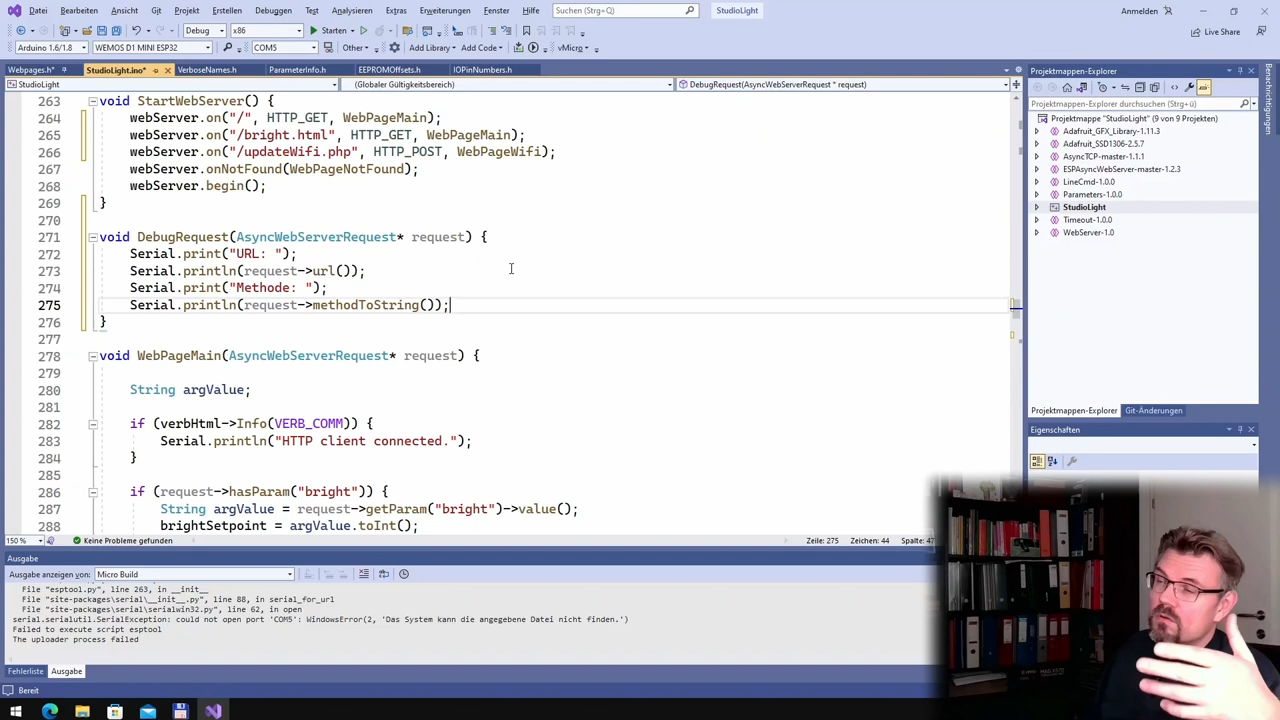 Datei Bearbeiten Ansicht Git Projekt Erstellen Debuggen Test Analysieren Extras Erweiterungen Fenster Hilfe Suchen (Strg+Q) StudioLight Anmelden
Debug x86 Starten Live Share
Arduino 1.6/1.8 WEMOS D1 MINI ESP32 COM5 Other Add Library Add Code vMicro
Webpages.h* StudioLight.ino* VerboseNames.h ParameterInfo.h EEPROMOffsets.h IOPinNumbers.h
StudioLight (Globaler Gültigkeitsbereich) DebugRequest(AsyncWebServerRequest * request)
263 void StartWebServer() {
264 webServer.on("/", HTTP_GET, WebPageMain);
265 webServer.on("/bright.html", HTTP_GET, WebPageMain);
266 webServer.on("/updateWifi.php", HTTP_POST, WebPageWifi);
267 webServer.onNotFound(WebPageNotFound);
268 webServer.begin();
269 }
270
271 void DebugRequest(AsyncWebServerRequest* request) {
272 Serial.print("URL: ");
273 Serial.println(request->url());
274 Serial.print("Methode: ");
275 Serial.println(request->methodToString());
276 }
277
278 void WebPageMain(AsyncWebServerRequest* request) {
279
280 String argValue;
281
282 if (verbHtml->Info(VERB_COMM)) {
283 Serial.println("HTTP client connected.");
284 }
285
286 if (request->hasParam("bright")) {
287 String argValue = request->getParam("bright")->value();
288 brightSetpoint = argValue.toInt();
150 % Keine Probleme gefunden Zeile: 275 Zeichen: 44 Spalte: 47
Ausgabe
Ausgabe anzeigen von: Micro Build
File "esptool.py", line 263, in __init__
File "site-packages\serial\__init__.py", line 88, in serial_for_url
File "site-packages\serial\serialwin32.py", line 62, in open
serial.serialutil.SerialException: could not open port 'COM5': WindowsError(2, 'Das System kann die angegebene Datei nicht finden.')
Failed to execute script esptool
The uploader process failed
Fehlerliste Ausgabe
Bereit
Projektmappen-Explorer
Projektmappen-Explorer durchsuchen (Strg+ü)
Projektmappe "StudioLight" (9 von 9 Projekten)
Adafruit_GFX_Library-1.11.3
Adafruit_SSD1306-2.5.7
AsyncTCP-master-1.1.1
ESPAsyncWebServer-master-1.2.3
LineCmd-1.0.0
Parameters-1.0.0
StudioLight
Timeout-1.0.0
WebServer-1.0
Projektmappen-Explorer Git-Änderungen
Eigenschaften
Benachrichtigungen